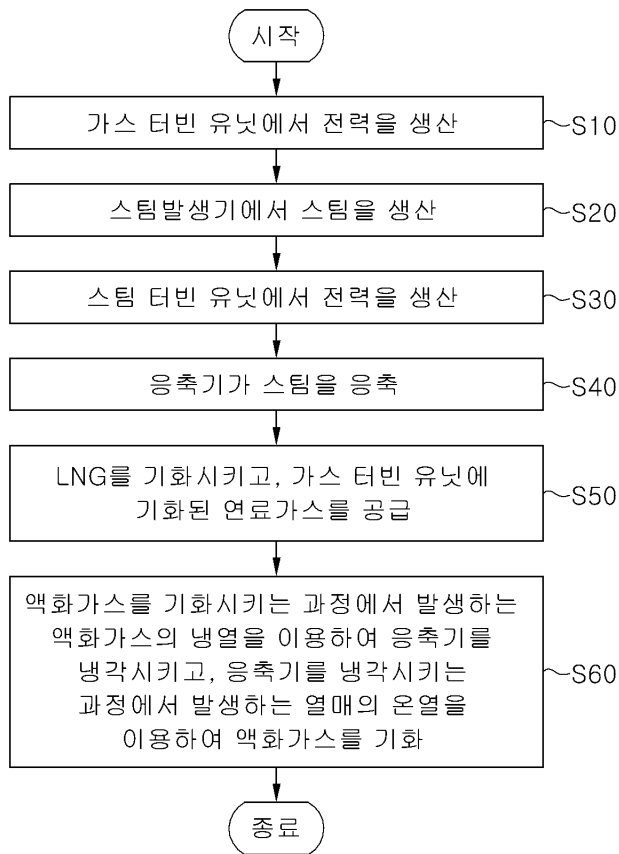 시작
가스 터빈 유닛에서 전력을 생산
S10
스팀발생기에서 스팀을 생산
S20
스팀 터빈 유닛에서 전력을 생산
S30
응축기가 스팀을 응축
S40
LNG를 기화시키고, 가스 터빈 유닛에
기화된 연료가스를 공급
S50
액화가스를 기화시키는 과정에서 발생하는
액화가스의 냉열을 이용하여 응축기를
냉각시키고, 응축기를 냉각시키는
과정에서 발생하는 열매의 온열을
이용하여 액화가스를 기화
S60
종료